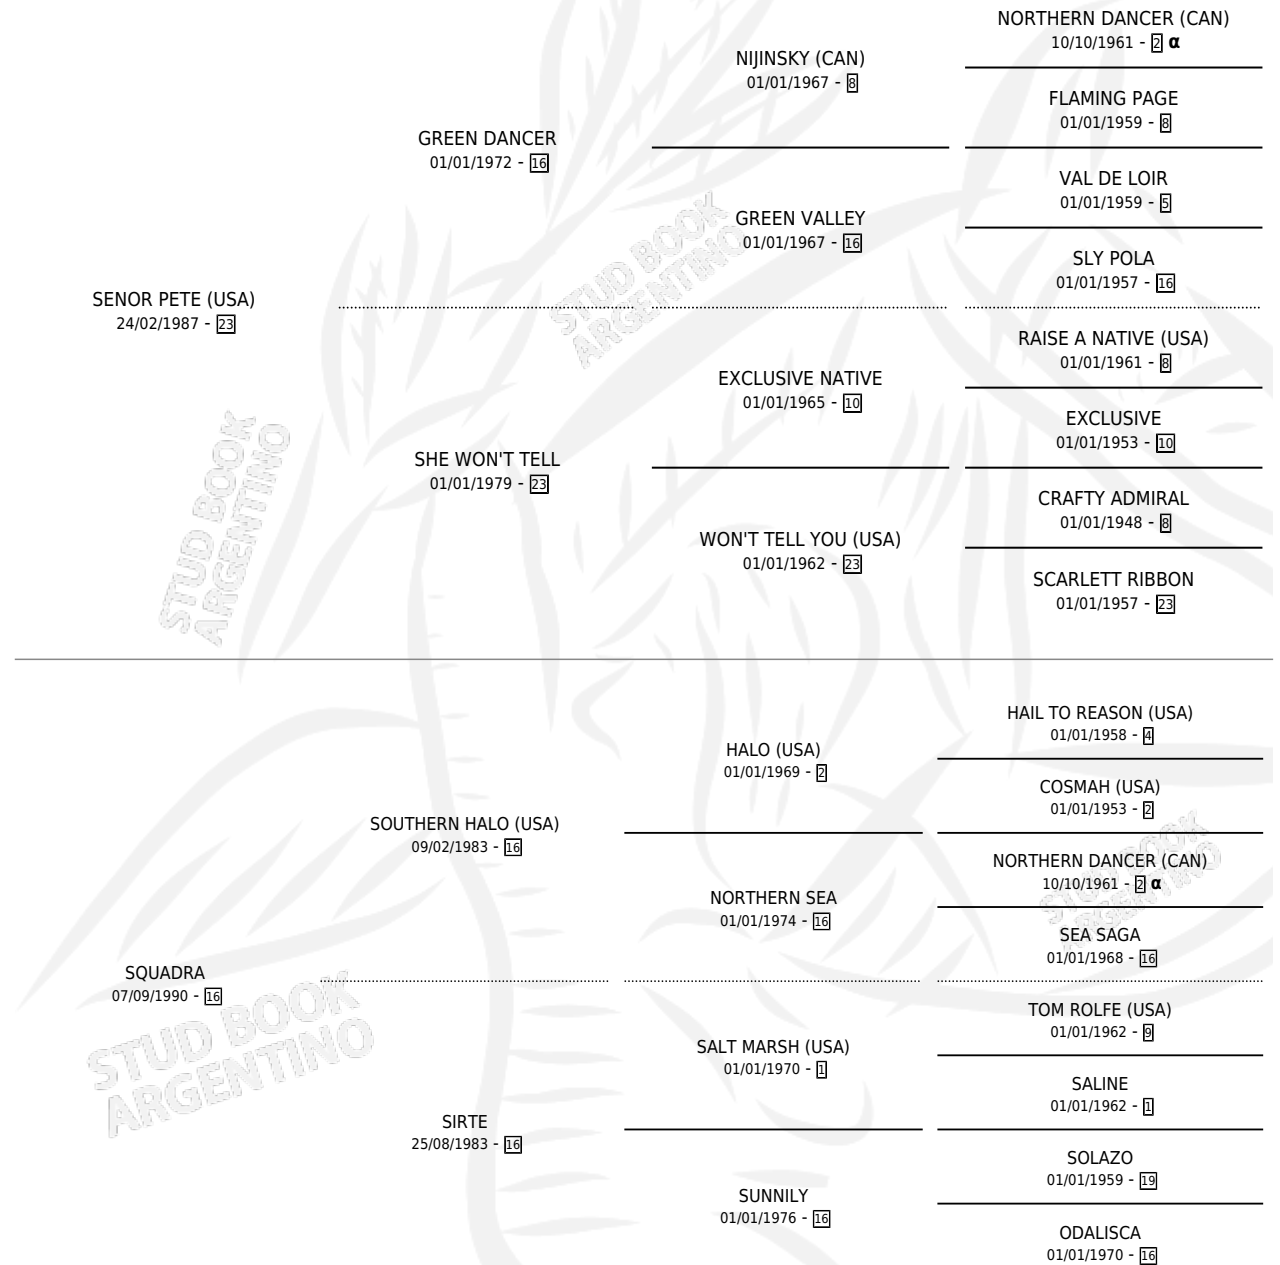 NORTHERN DANCER (CAN)
10/10/1961 - 2 α
NIJINSKY (CAN)
01/01/1967 - 8
FLAMING PAGE
01/01/1959 - 8
GREEN DANCER
01/01/1972 - 16
VAL DE LOIR
01/01/1959 - 5
GREEN VALLEY
01/01/1967 - 16
SLY POLA
01/01/1957 - 16
SENOR PETE (USA)
24/02/1987 - 23
RAISE A NATIVE (USA)
01/01/1961 - 8
EXCLUSIVE NATIVE
01/01/1965 - 10
EXCLUSIVE
01/01/1953 - 10
SHE WON'T TELL
01/01/1979 - 23
CRAFTY ADMIRAL
01/01/1948 - 8
WON'T TELL YOU (USA)
01/01/1962 - 23
SCARLETT RIBBON
01/01/1957 - 23
HAIL TO REASON (USA)
01/01/1958 - 4
HALO (USA)
01/01/1969 - 2
COSMAH (USA)
01/01/1953 - 2
SOUTHERN HALO (USA)
09/02/1983 - 16
NORTHERN DANCER (CAN)
10/10/1961 - 2 α
NORTHERN SEA
01/01/1974 - 16
SEA SAGA
01/01/1968 - 16
SQUADRA
07/09/1990 - 16
TOM ROLFE (USA)
01/01/1962 - 9
SALT MARSH (USA)
01/01/1970 - 1
SALINE
01/01/1962 - 1
SIRTE
25/08/1983 - 16
SOLAZO
01/01/1959 - 19
SUNNILY
01/01/1976 - 16
ODALISCA
01/01/1970 - 16
STUD BOOK
ARGENTINO
STUD BOOK
ARGENTINO
STUD BOOK
ARGENTINO
STUD BOOK
ARGENTINO